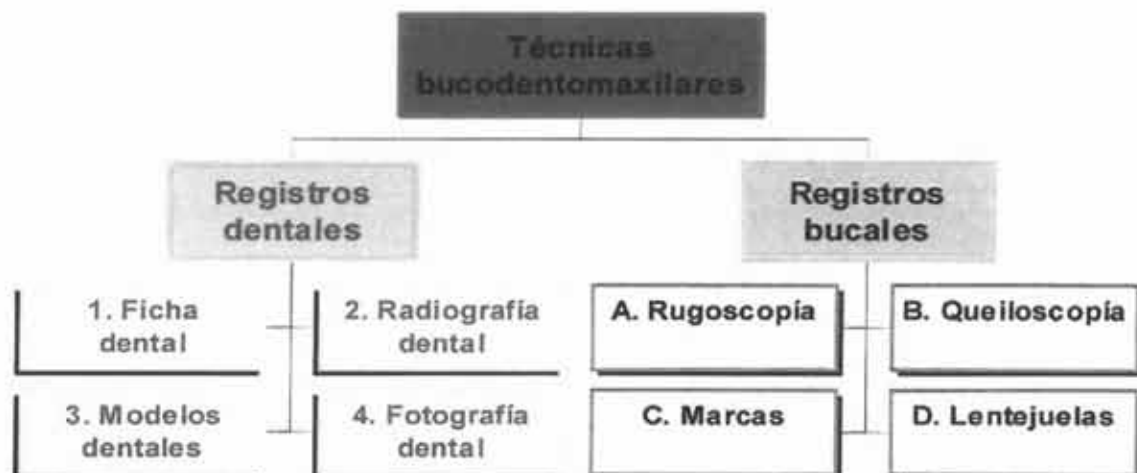 Técnicas
bucodentomaxilares
Registros
dentales
Registros
bucales
1. Ficha
dental
2. Radiografía
dental
A. Rugoscopía
B. Queiloscopía
3. Modelos
dentales
4. Fotografía
dental
C. Marcas
D. Lentejuelas